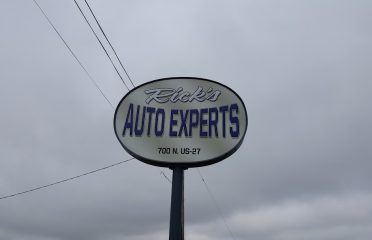 Rick's
AUTO EXPERTS
700 N. US-27